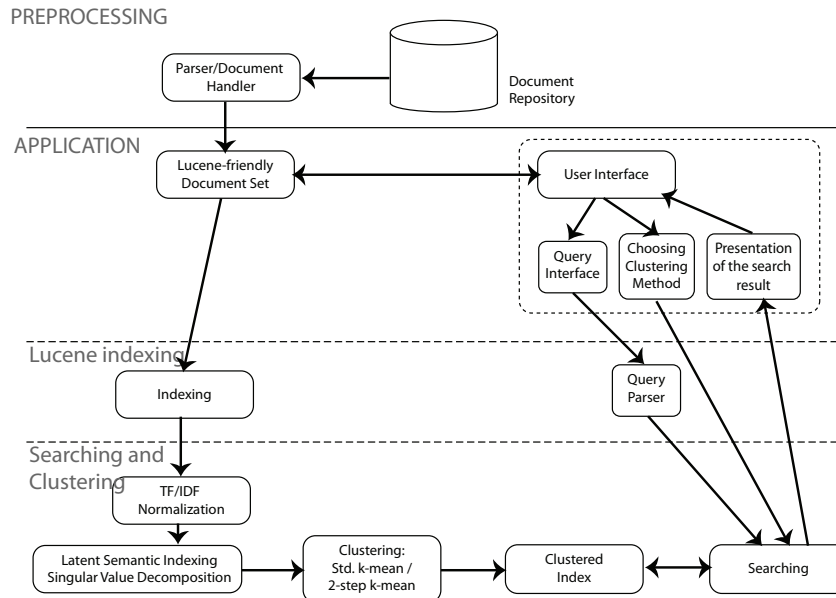 PREPROCESSING
Parser/Document
Handler
Document
Repository
APPLICATION
Lucene-friendly
Document Set
User Interface
Query
Interface
Choosing
Clustering
Method
Presentation
of the search
result
Lucene indexing
Indexing
Query
Parser
Searching and
Clustering
TF/IDF
Normalization
Latent Semantic Indexing
Singular Value Decomposition
Clustering:
Std. k-mean /
2-step k-mean
Clustered
Index
Searching